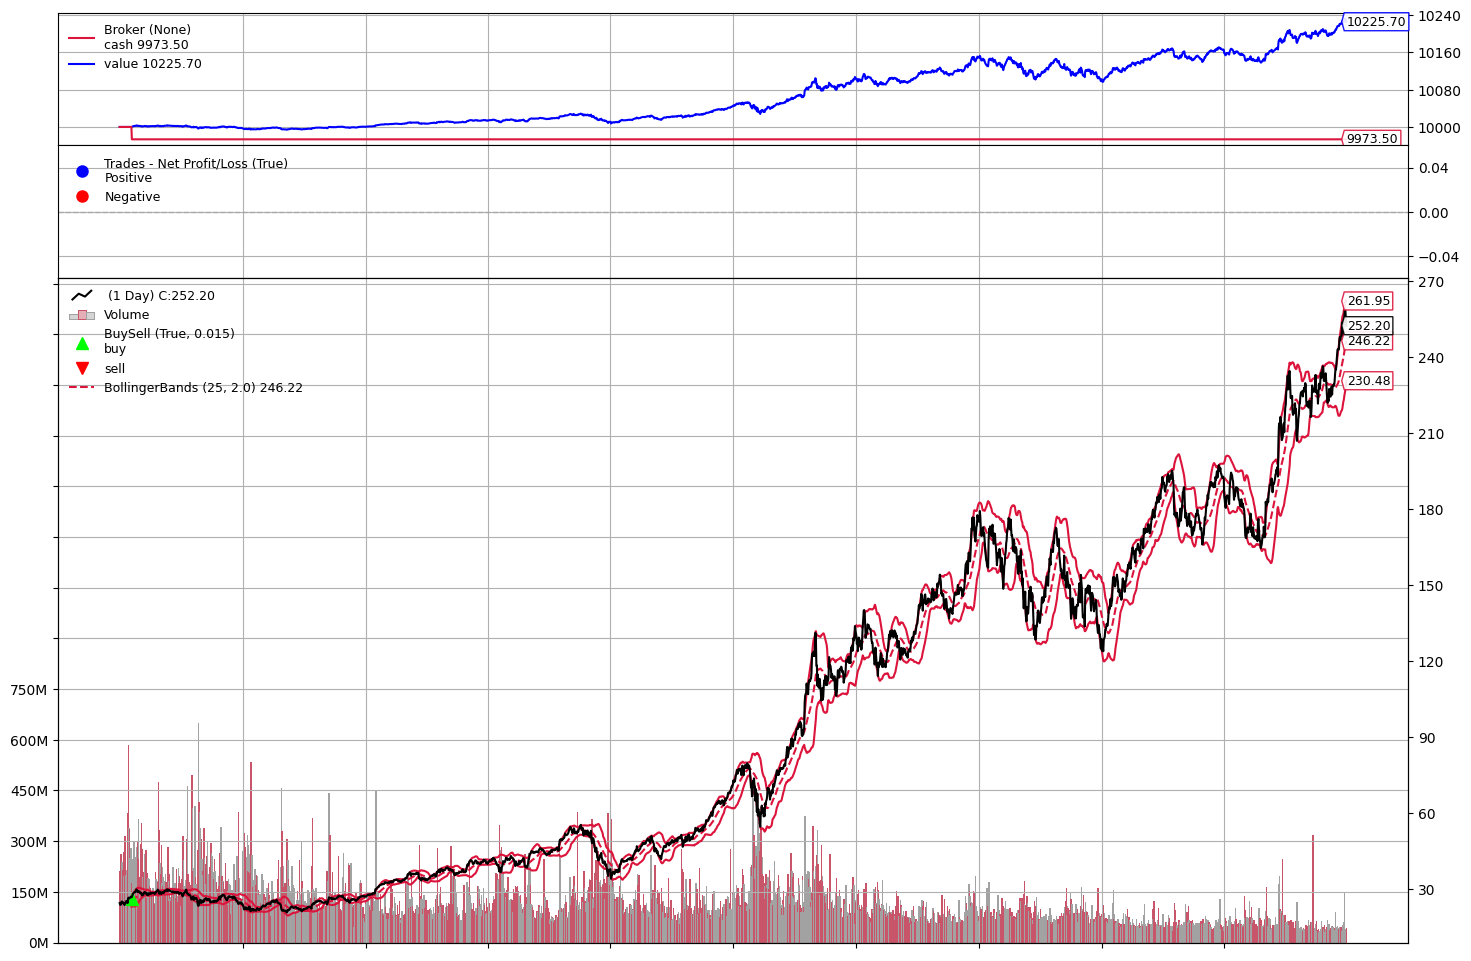 Broker (None)
cash 9973.50
value 10225.70
10225.70
9973.50
10240
10160
10080
10000
Trades - Net Profit/Loss (True)
Positive
Negative
0.04
0.00
−0.04
(1 Day) C:252.20
Volume
BuySell (True, 0.015)
buy
sell
BollingerBands (25, 2.0) 246.22
261.95
252.20
246.22
230.48
270
240
210
180
150
120
90
60
30
750M
600M
450M
300M
150M
0M